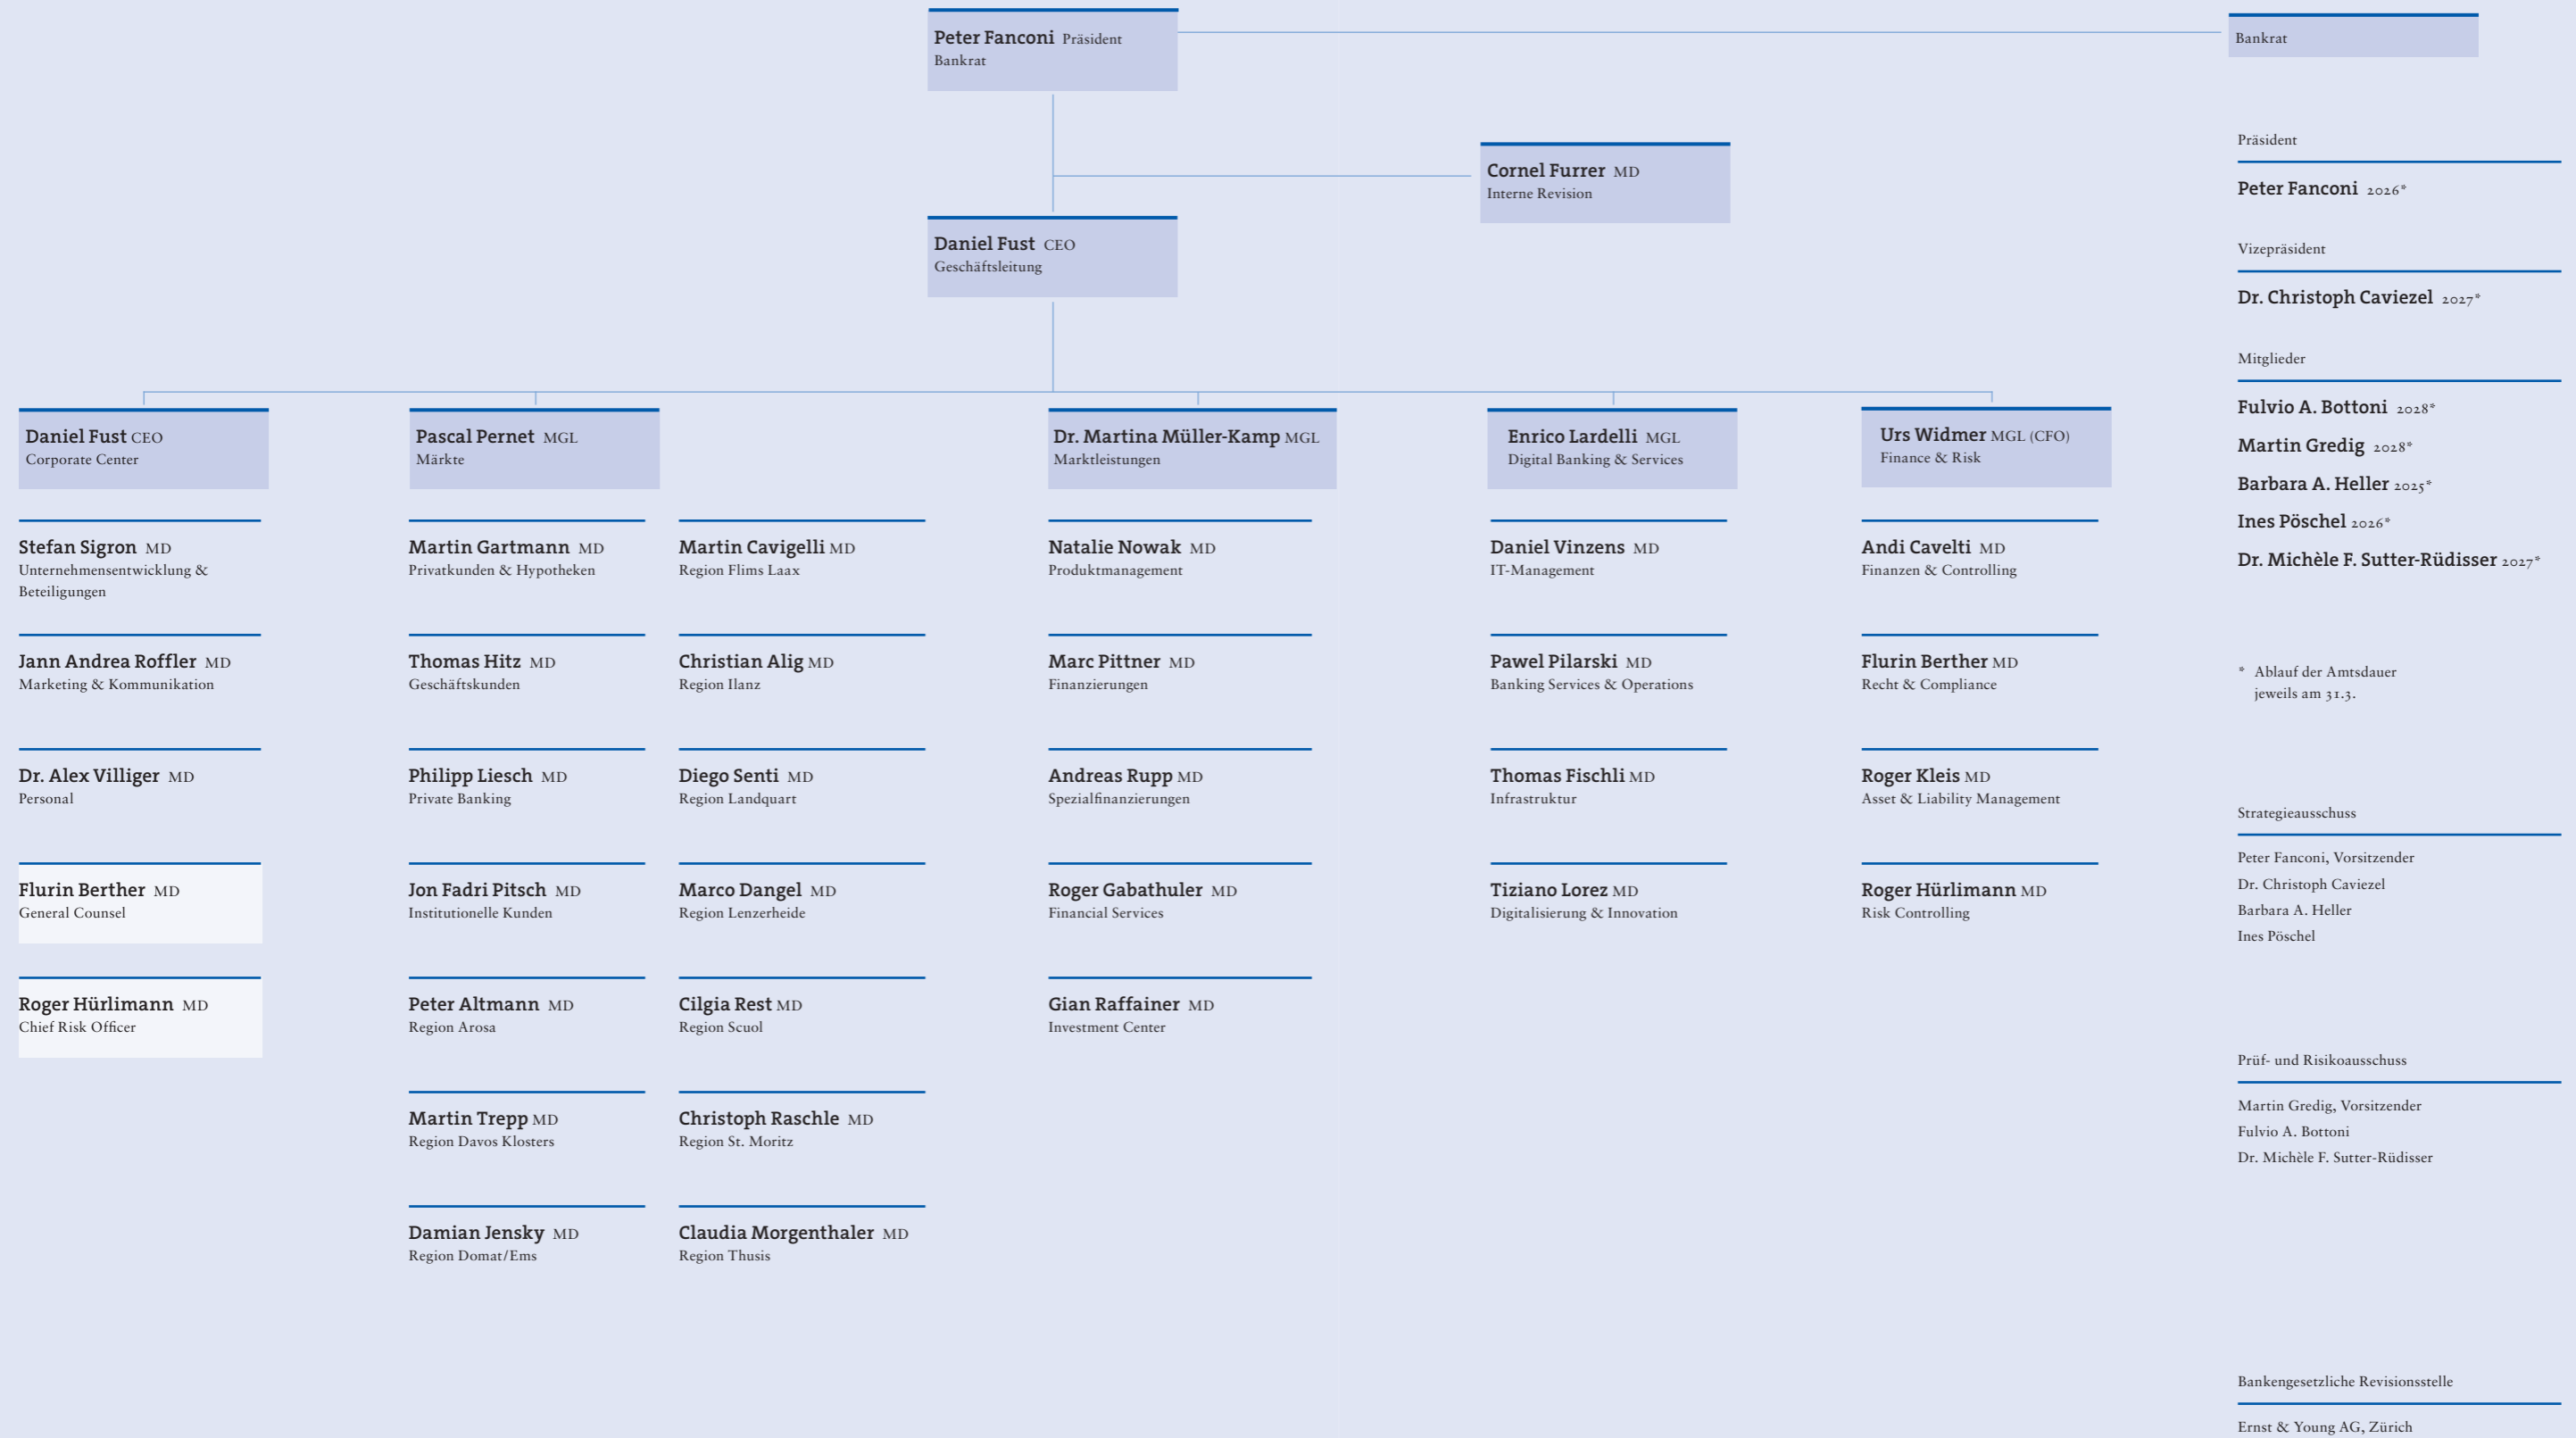 Peter Fanconi Präsident
Bankrat
Bankrat
Cornel Furrer MD
Interne Revision
Daniel Fust CEO
Geschäftsleitung
Daniel Fust CEO
Corporate Center
Stefan Sigron MD
Unternehmensentwicklung &
Beteiligungen
Jann Andrea Roffler MD
Marketing & Kommunikation
Dr. Alex Villiger MD
Personal
Flurin Berther MD
General Counsel
Roger Hürlimann MD
Chief Risk Officer
Pascal Pernet MGL
Märkte
Martin Gartmann MD
Privatkunden & Hypotheken
Thomas Hitz MD
Geschäftskunden
Philipp Liesch MD
Private Banking
Jon Fadri Pitsch MD
Institutionelle Kunden
Peter Altmann MD
Region Arosa
Martin Trepp MD
Region Davos Klosters
Damian Jensky MD
Region Domat/Ems
Martin Cavigelli MD
Region Flims Laax
Christian Alig MD
Region Ilanz
Diego Senti MD
Region Landquart
Marco Dangel MD
Region Lenzerheide
Cilgia Rest MD
Region Scuol
Christoph Raschle MD
Region St. Moritz
Claudia Morgenthaler MD
Region Thusis
Dr. Martina Müller-Kamp MGL
Marktleistungen
Natalie Nowak MD
Produktmanagement
Marc Pittner MD
Finanzierungen
Andreas Rupp MD
Spezialfinanzierungen
Roger Gabathuler MD
Financial Services
Gian Raffainer MD
Investment Center
Enrico Lardelli MGL
Digital Banking & Services
Daniel Vinzens MD
IT-Management
Pawel Pilarski MD
Banking Services & Operations
Thomas Fischli MD
Infrastruktur
Tiziano Lorez MD
Digitalisierung & Innovation
Urs Widmer MGL (CFO)
Finance & Risk
Andi Cavelti MD
Finanzen & Controlling
Flurin Berther MD
Recht & Compliance
Roger Kleis MD
Asset & Liability Management
Roger Hürlimann MD
Risk Controlling
Präsident
Peter Fanconi 2026*
Vizepräsident
Dr. Christoph Caviezel 2027*
Mitglieder
Fulvio A. Bottoni 2028*
Martin Gredig 2028*
Barbara A. Heller 2025*
Ines Pöschel 2026*
Dr. Michèle F. Sutter-Rüdisser 2027*
* Ablauf der Amtsdauer
jeweils am 31.3.
Strategieausschuss
Peter Fanconi, Vorsitzender
Dr. Christoph Caviezel
Barbara A. Heller
Ines Pöschel
Prüf- und Risikoausschuss
Martin Gredig, Vorsitzender
Fulvio A. Bottoni
Dr. Michèle F. Sutter-Rüdisser
Bankengesetzliche Revisionsstelle
Ernst & Young AG, Zürich